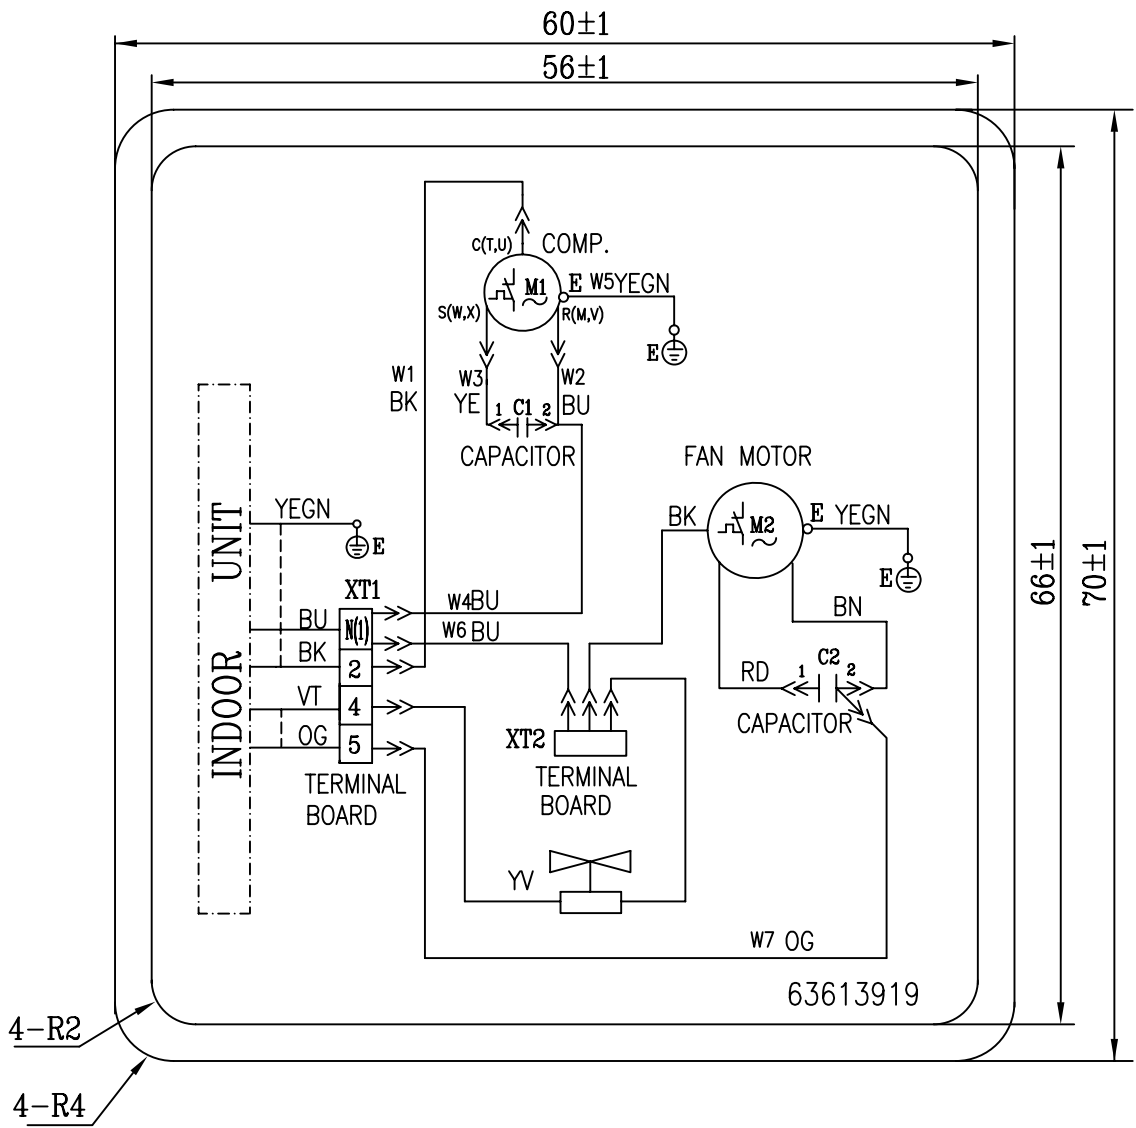 60±1
56±1
C(T,U) COMP.
M1
E W5 YEGN
S(W,X)
R(M,V)
E
W1
BK
W3
YE
W2
BU
1 C1 2
CAPACITOR
FAN MOTOR
BK
M2
E YEGN
E
66±1
70±1
INDOOR UNIT
YEGN
E
XT1
BU
N(1)
W4BU
W6 BU
BK
2
VT
4
OG
5
TERMINAL
BOARD
BN
RD
1 C2 2
CAPACITOR
XT2
TERMINAL
BOARD
YV
W7 OG
63613919
4-R2
4-R4